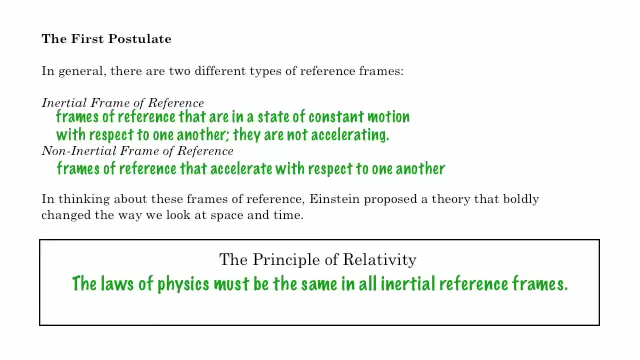 The First Postulate
In general, there are two different types of reference frames:
Inertial Frame of Reference
frames of reference that are in a state of constant motion
with respect to one another; they are not accelerating.
Non-Inertial Frame of Reference
frames of reference that accelerate with respect to one another
In thinking about these frames of reference, Einstein proposed a theory that boldly
changed the way we look at space and time.
The Principle of Relativity
The laws of physics must be the same in all inertial reference frames.